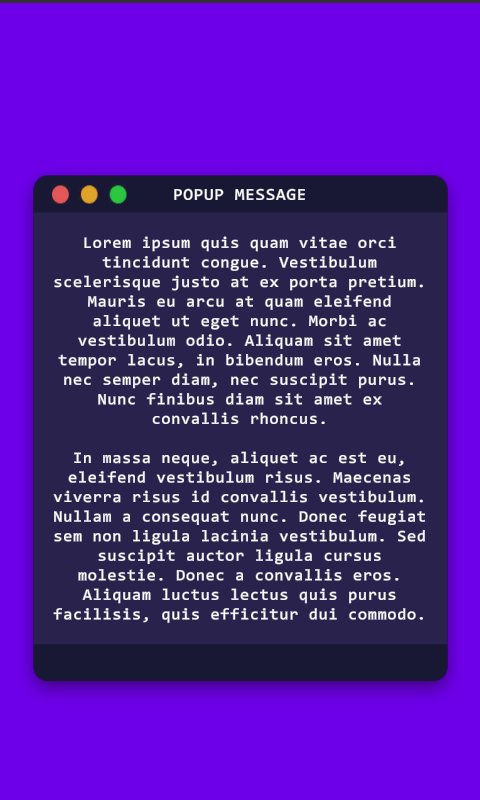 POPUP MESSAGE
Lorem ipsum quis quam vitae orci
tincidunt congue. Vestibulum
scelerisque justo at ex porta pretium.
Mauris eu arcu at quam eleifend
aliquet ut eget nunc. Morbi ac
vestibulum odio. Aliquam sit amet
tempor lacus, in bibendum eros. Nulla
nec semper diam, nec suscipit purus.
Nunc finibus diam sit amet ex
convallis rhoncus.
In massa neque, aliquet ac est eu,
eleifend vestibulum risus. Maecenas
viverra risus id convallis vestibulum.
Nullam a consequat nunc. Donec feugiat
sem non ligula lacinia vestibulum. Sed
suscipit auctor ligula cursus
molestie. Donec a convallis eros.
Aliquam luctus lectus quis purus
facilisis, quis efficitur dui commodo.